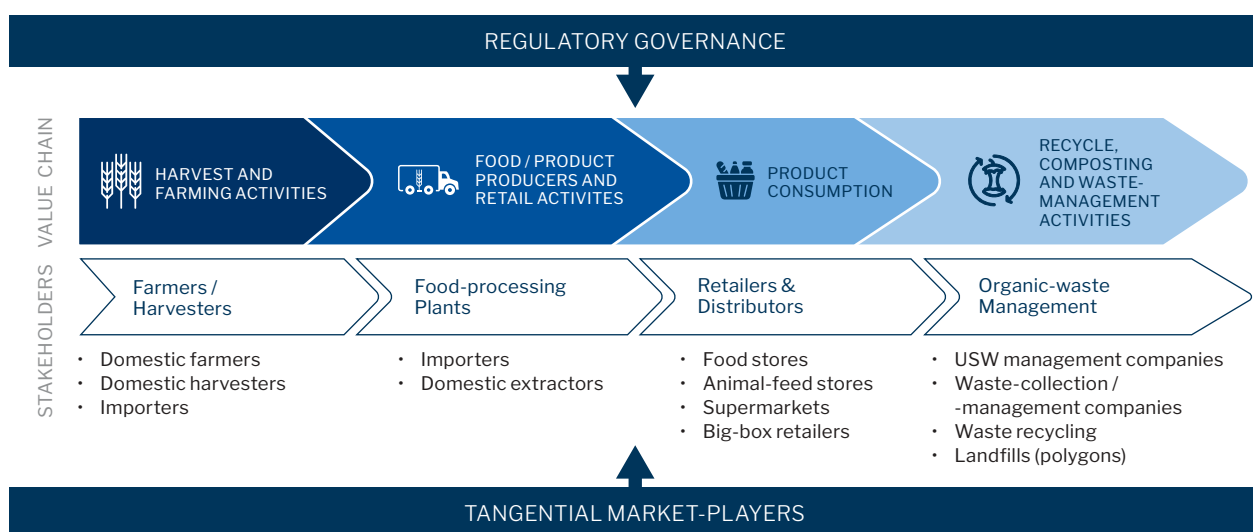 REGULATORY GOVERNANCE
VALUE CHAIN
HARVEST AND
FARMING ACTIVITIES
FOOD / PRODUCT
PRODUCERS AND
RETAIL ACTIVITES
PRODUCT
CONSUMPTION
RECYCLE,
COMPOSTING
AND WASTE-
MANAGEMENT
ACTIVITIES
STAKEHOLDERS
Farmers /
Harvesters
• Domestic farmers
• Domestic harvesters
• Importers
Food-processing
Plants
• Importers
• Domestic extractors
Retailers &
Distributors
• Food stores
• Animal-feed stores
• Supermarkets
• Big-box retailers
Organic-waste
Management
• USW management companies
• Waste-collection /
-management companies
• Waste recycling
• Landfills (polygons)
TANGENTIAL MARKET-PLAYERS